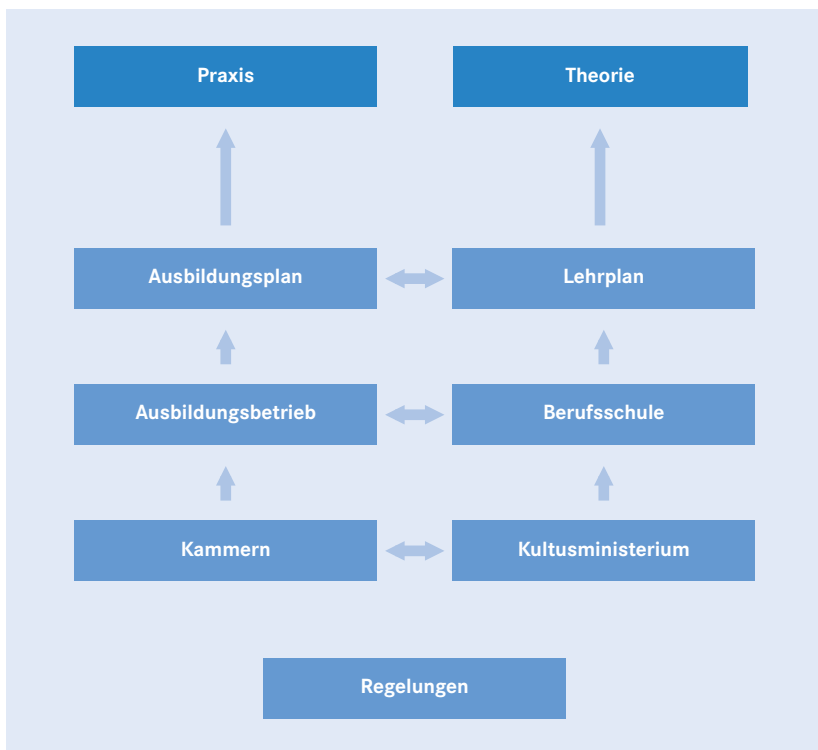 Praxis
Theorie
Ausbildungsplan
Lehrplan
Ausbildungsbetrieb
Berufsschule
Kammern
Kultusministerium
Regelungen